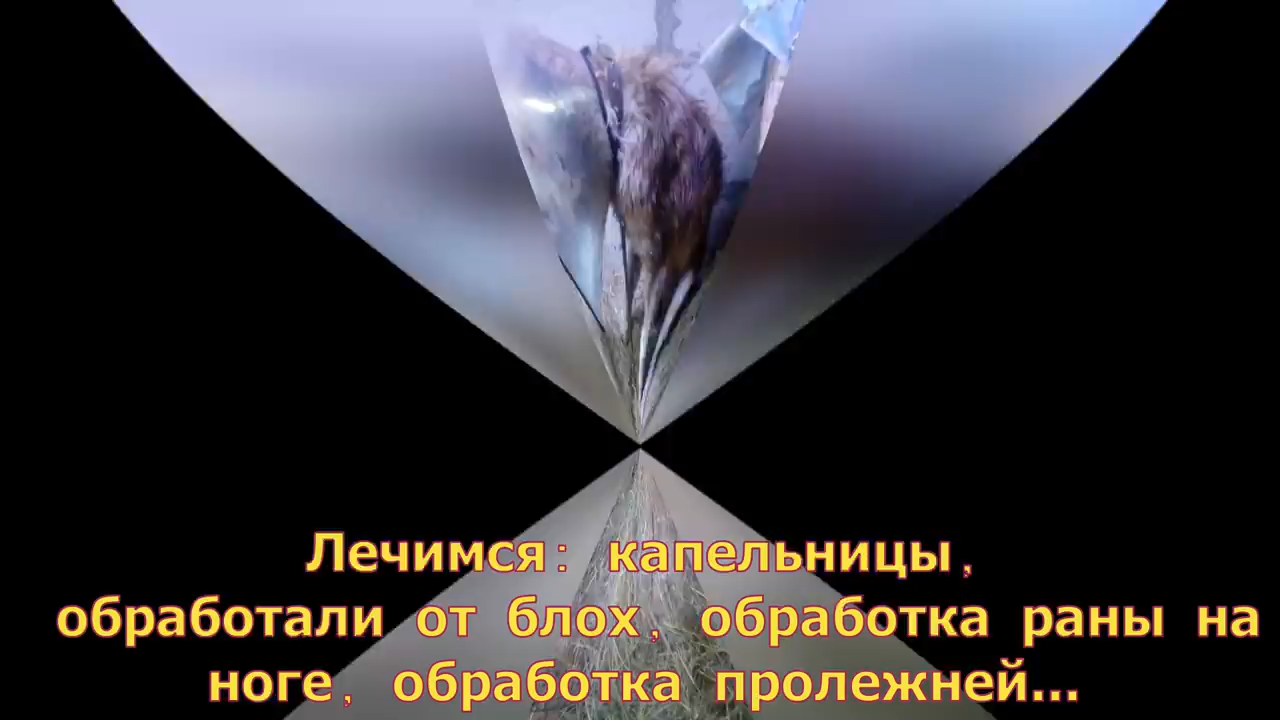 Лечимся: капельницы,
обработали от блох, обработка раны на
ноге, обработка пролежней...